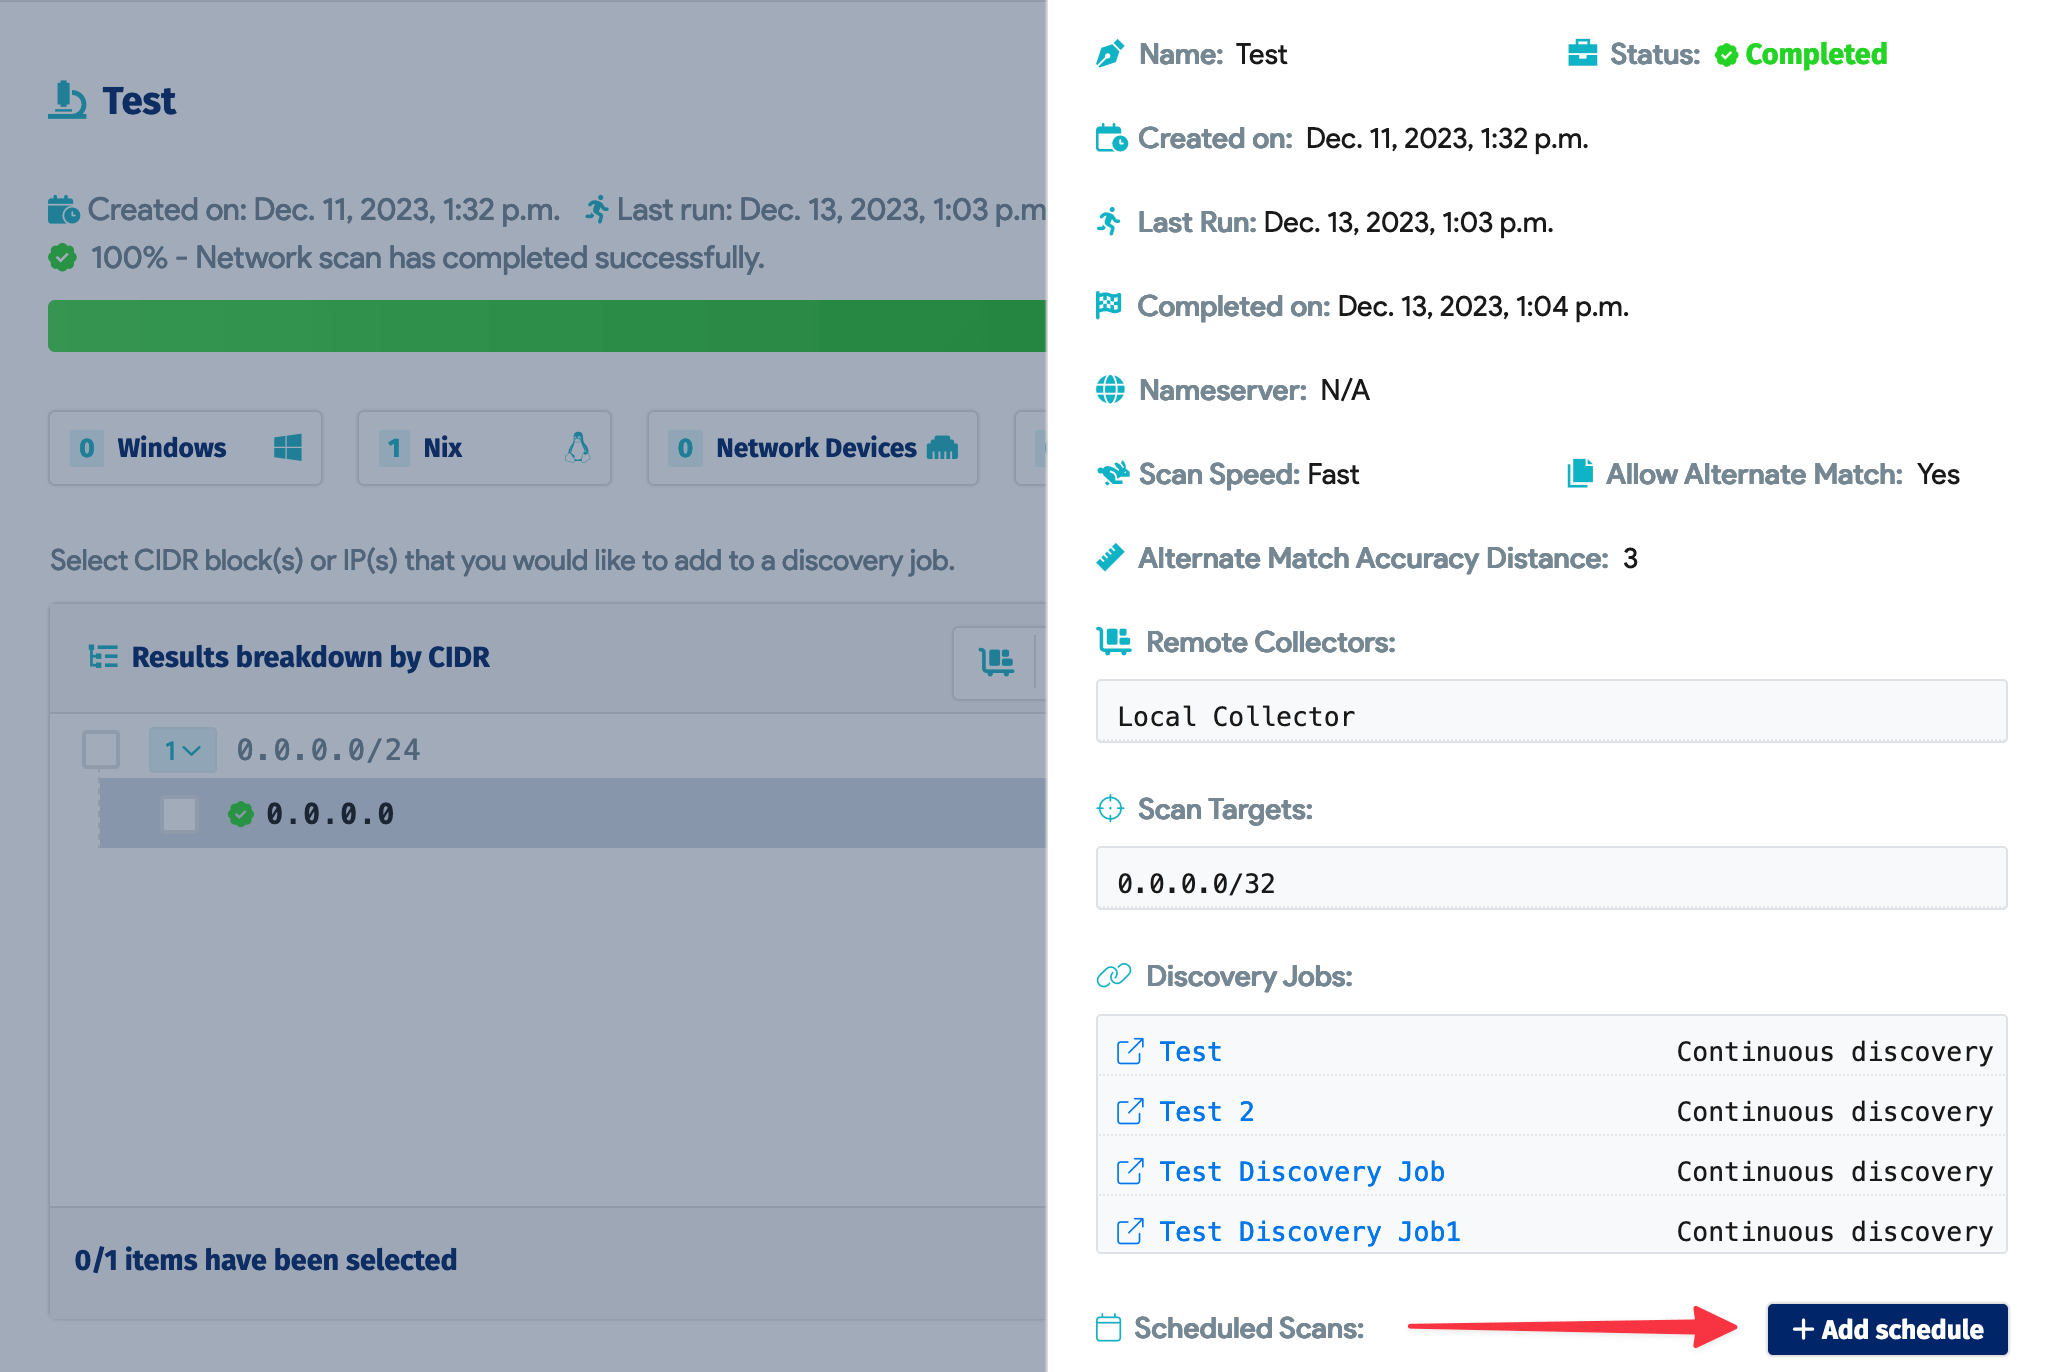 Test
Created on: Dec. 11, 2023, 1:32 p.m. Last run: Dec. 13, 2023, 1:03 p.m
100% - Network scan has completed successfully.
0 Windows
1 Nix
0 Network Devices
Select CIDR block(s) or IP(s) that you would like to add to a discovery job.
Results breakdown by CIDR
1 0.0.0.0/24
0.0.0.0
0/1 items have been selected
Name: Test
Status: Completed
Created on: Dec. 11, 2023, 1:32 p.m.
Last Run: Dec. 13, 2023, 1:03 p.m.
Completed on: Dec. 13, 2023, 1:04 p.m.
Nameserver: N/A
Scan Speed: Fast
Allow Alternate Match: Yes
Alternate Match Accuracy Distance: 3
Remote Collectors:
Local Collector
Scan Targets:
0.0.0.0/32
Discovery Jobs:
Test Continuous discovery
Test 2 Continuous discovery
Test Discovery Job Continuous discovery
Test Discovery Job1 Continuous discovery
Scheduled Scans:
+ Add schedule